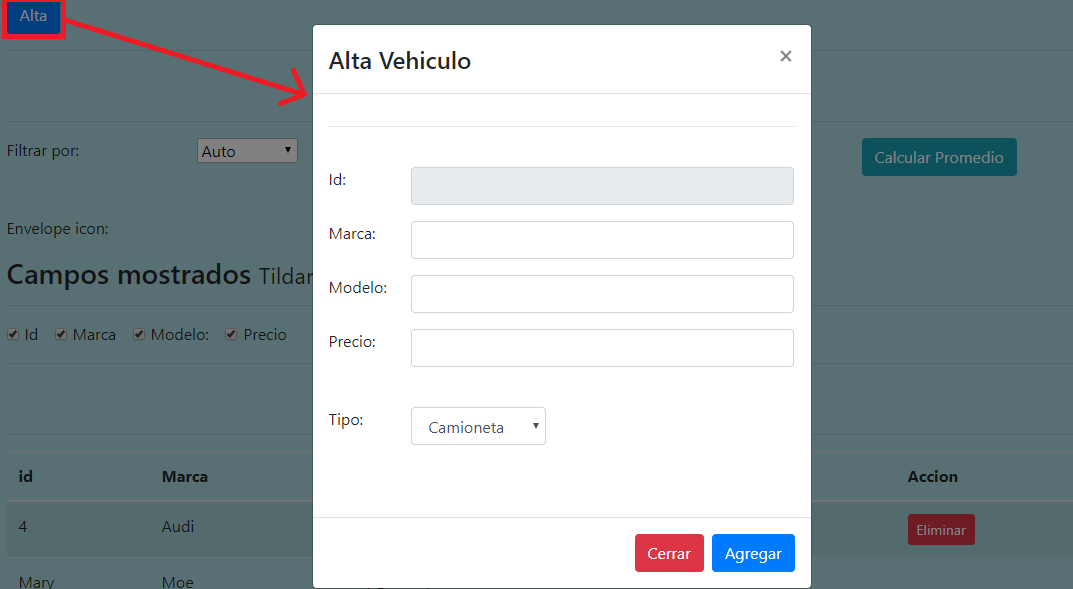 Alta
Alta Vehiculo ×
Filtrar por: Auto Calcular Promedio
Id:
Marca:
Modelo:
Precio:
Tipo: Camioneta
Cerrar Agregar
Envelope icon:
Campos mostrados Tildar
Id Marca Modelo: Precio
id Marca Accion
4 Audi Eliminar
Mary Moe